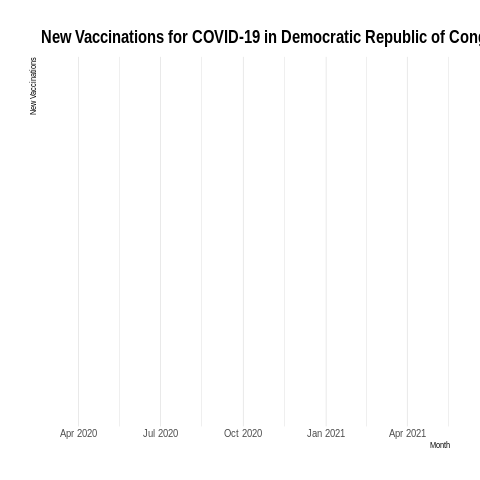 New Vaccinations for COVID-19 in Democratic Republic of Cong
New Vaccinations
Apr 2020
Jul 2020
Oct 2020
Jan 2021
Apr 2021
Month